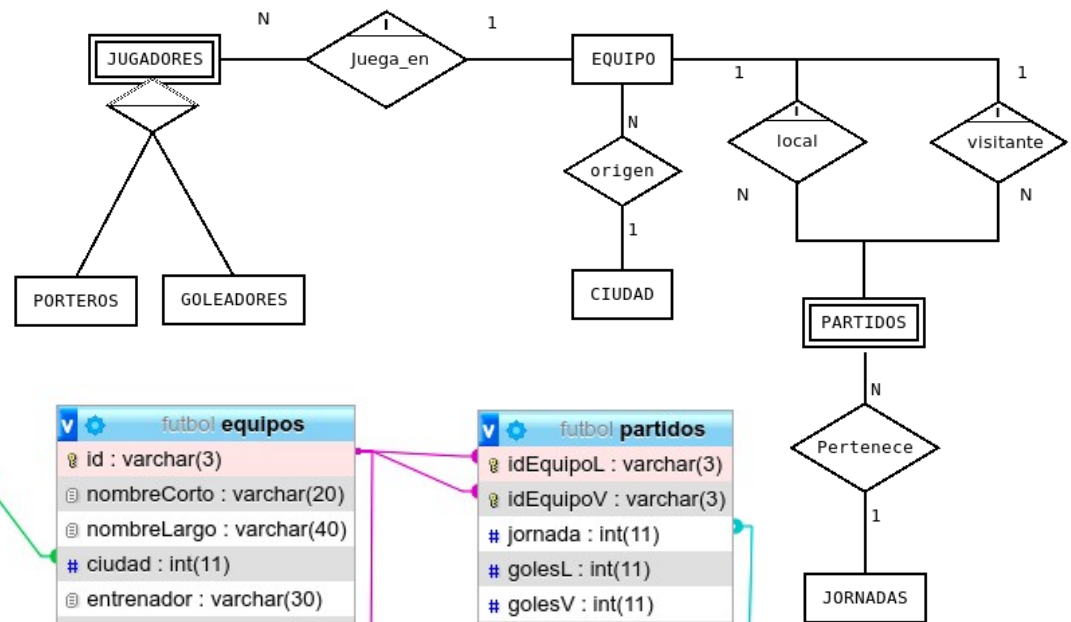 N
I
1
JUGADORES
Juega_en
EQUIPO
1
1
I
I
N
local
visitante
origen
N
N
1
PORTEROS
GOLEADORES
CIUDAD
PARTIDOS
N
Pertenece
1
JORNADAS
v futbol equipos
id : varchar(3)
nombreCorto : varchar(20)
nombreLargo : varchar(40)
# ciudad : int(11)
entrenador : varchar(30)
v futbol partidos
idEquipoL : varchar(3)
idEquipoV : varchar(3)
# jornada : int(11)
# golesL : int(11)
# golesV : int(11)